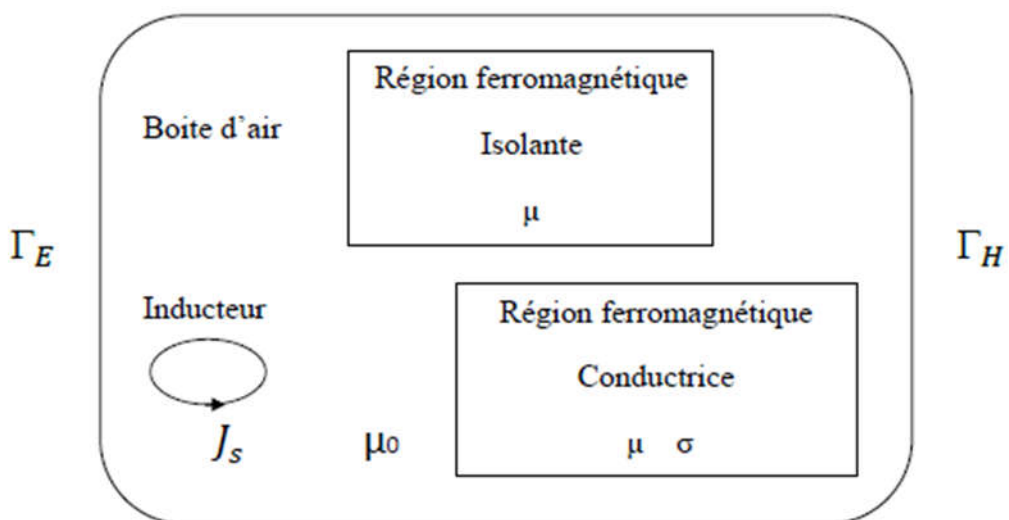 Région ferromagnétique
Boite d'air
Isolante
μ
Γ_E
Γ_H
Inducteur
Région ferromagnétique
Conductrice
J_s
μ₀
μ σ